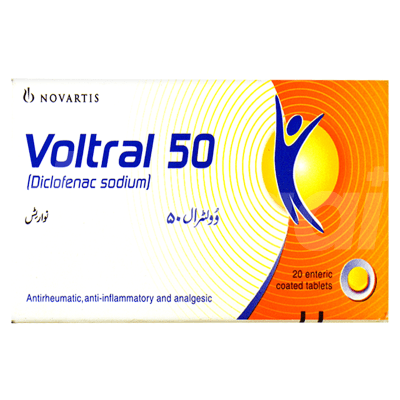 NOVARTIS
Voltral 50
(Diclofenac sodium)
وولٹرال ۵۰
نوارٹس
20 enteric
coated tablets
Antirheumatic, anti-inflammatory and analgesic